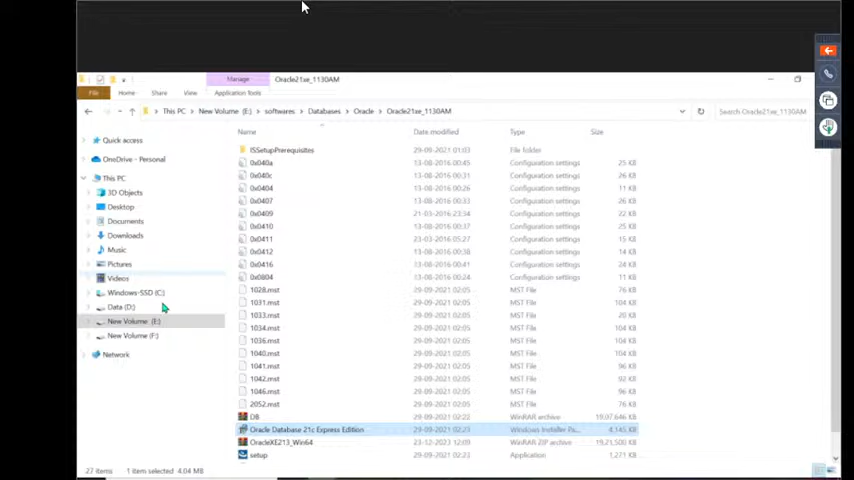 Manage
Oracle21xe_1130AM
File
Home
Share
View
Application Tools
This PC
New Volume (E:)
softwares
Databases
Oracle
Oracle21xe_1130AM
Search Oracle21xe_1130AM
Quick access
OneDrive - Personal
This PC
3D Objects
Desktop
Documents
Downloads
Music
Pictures
Videos
Windows-SSD (C:)
Data (D:)
New Volume (E:)
New Volume (F:)
Network
Name Date modified Type Size
ISSetupPrerequisites 29-09-2021 01:03 File folder
0x040a 13-08-2016 00:45 Configuration settings 25 KB
0x040c 13-08-2016 00:35 Configuration settings 26 KB
0x0404 13-08-2016 00:26 Configuration settings 11 KB
0x0407 13-08-2016 00:33 Configuration settings 26 KB
0x0409 21-03-2016 23:34 Configuration settings 22 KB
0x0410 13-08-2016 00:37 Configuration settings 25 KB
0x0411 23-03-2016 05:27 Configuration settings 15 KB
0x0412 13-08-2016 00:38 Configuration settings 14 KB
0x0416 13-08-2016 00:41 Configuration settings 24 KB
0x0804 13-08-2016 00:24 Configuration settings 11 KB
1028.mst 29-09-2021 02:05 MST File 76 KB
1031.mst 29-09-2021 02:05 MST File 104 KB
1033.mst 29-09-2021 02:05 MST File 20 KB
1034.mst 29-09-2021 02:05 MST File 104 KB
1036.mst 29-09-2021 02:05 MST File 104 KB
1040.mst 29-09-2021 02:05 MST File 104 KB
1041.mst 29-09-2021 02:05 MST File 96 KB
1042.mst 29-09-2021 02:05 MST File 96 KB
1046.mst 29-09-2021 02:05 MST File 104 KB
2052.mst 29-09-2021 02:05 MST File 76 KB
DB 29-09-2021 02:22 WinRAR archive 19,07,646 KB
Oracle Database 21c Express Edition 29-09-2021 02:23 Windows Installer Pa... 4,145 KB
OracleXE213_Win64 23-12-2023 12:09 WinRAR ZIP archive 19,21,500 KB
setup 29-09-2021 02:05 Application 1,271 KB
27 items 1 item selected 4.04 MB